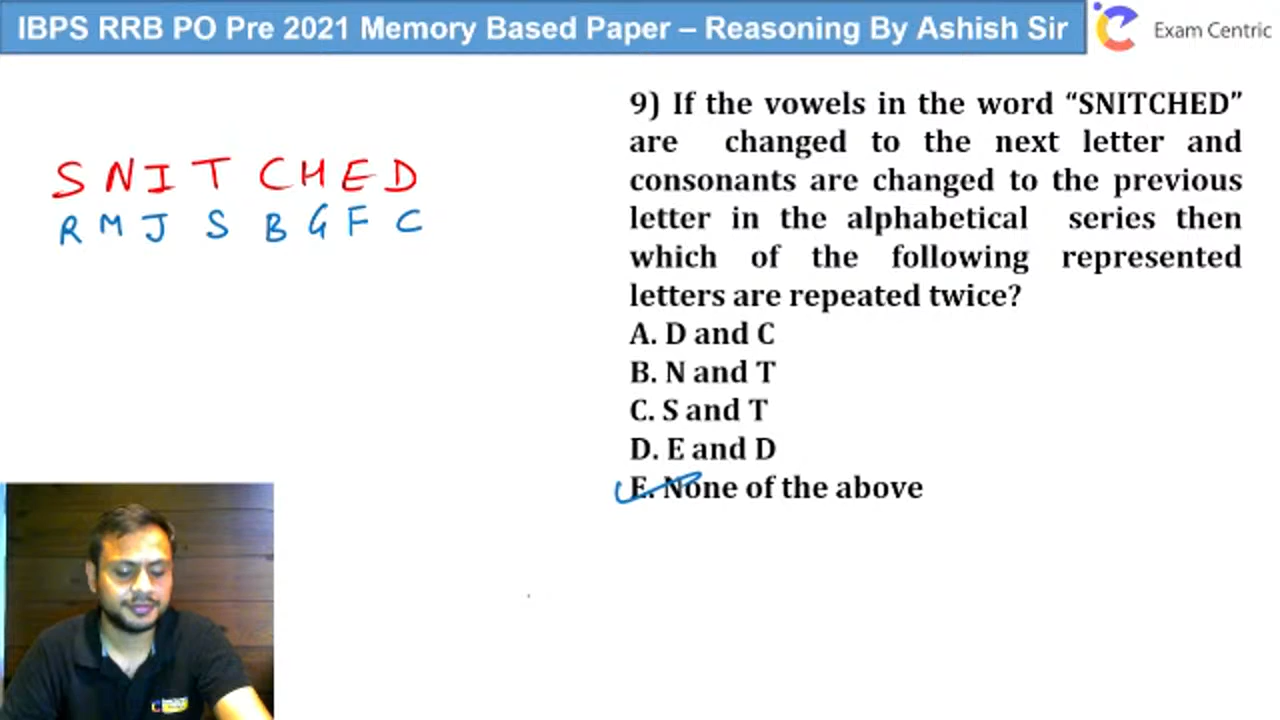 IBPS RRB PO Pre 2021 Memory Based Paper – Reasoning By Ashish Sir
Exam Centric
S N I T C H E D
R M J S B G F C
9) If the vowels in the word “SNITCHED”
are changed to the next letter and
consonants are changed to the previous
letter in the alphabetical series then
which of the following represented
letters are repeated twice?
A. D and C
B. N and T
C. S and T
D. E and D
E. None of the above